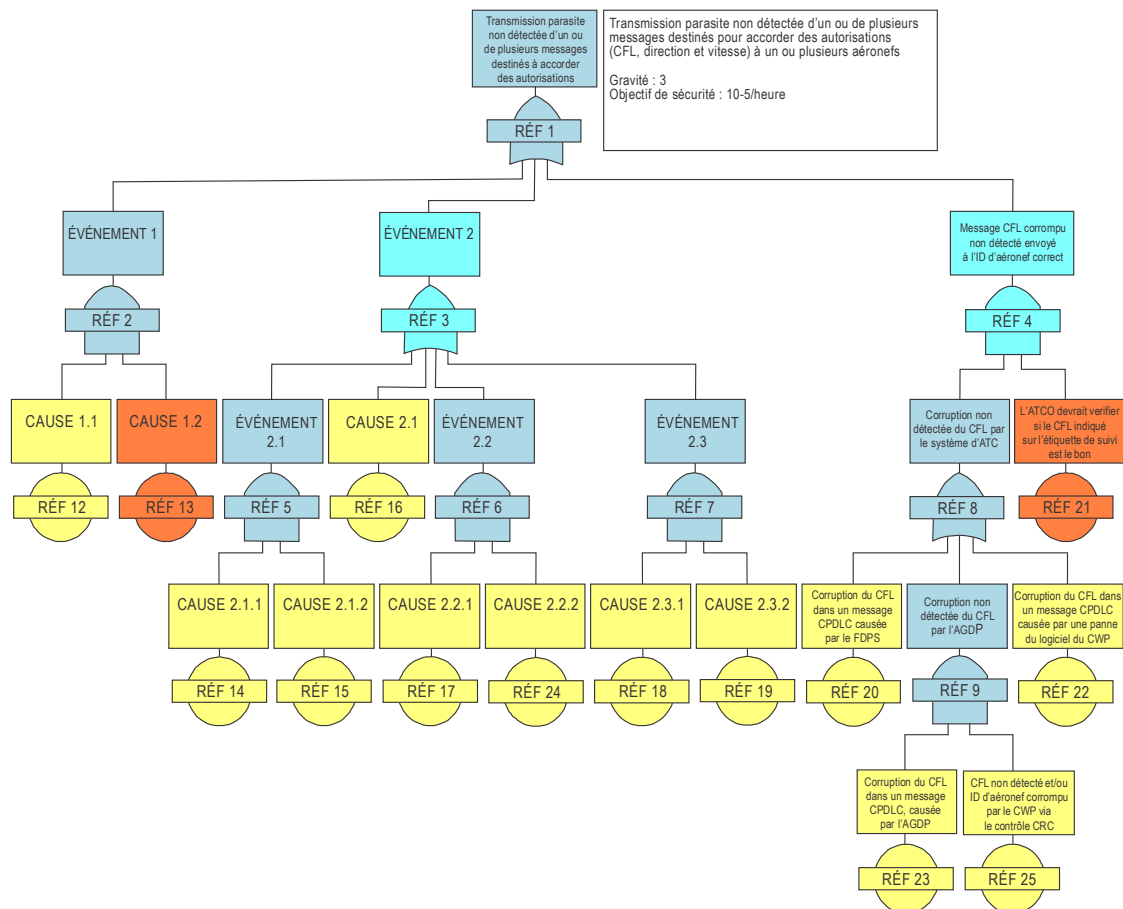 Transmission parasite
non détectée d'un ou
de plusieurs messages
destinés à accorder
des autorisations
Transmission parasite non détectée d'un ou de plusieurs
messages destinés pour accorder des autorisations
(CFL, direction et vitesse) à un ou plusieurs aéronefs
Gravité : 3
Objectif de sécurité : 10-5/heure
RÉF 1
ÉVÉNEMENT 1
ÉVÉNEMENT 2
Message CFL corrompu
non détecté envoyé
à l'ID d'aéronef correct
RÉF 2
RÉF 3
RÉF 4
CAUSE 1.1
CAUSE 1.2
ÉVÉNEMENT
2.1
CAUSE 2.1
ÉVÉNEMENT
2.2
ÉVÉNEMENT
2.3
Corruption non
détectée du CFL par
le système d'ATC
L'ATCO devrait verifier
si le CFL indiqué
sur l'étiquette de suivi
est le bon
RÉF 12
RÉF 13
RÉF 5
RÉF 16
RÉF 6
RÉF 7
RÉF 8
RÉF 21
CAUSE 2.1.1
CAUSE 2.1.2
CAUSE 2.2.1
CAUSE 2.2.2
CAUSE 2.3.1
CAUSE 2.3.2
Corruption du CFL
dans un message
CPDLC causée
par le FDPS
Corruption non
détectée du CFL
par l'AGDP
Corruption du CFL dans
un message CPDLC
causée par une panne
du logiciel du CWP
RÉF 14
RÉF 15
RÉF 17
RÉF 24
RÉF 18
RÉF 19
RÉF 20
RÉF 9
RÉF 22
Corruption du CFL
dans un message
CPDLC, causée
par l'AGDP
CFL non détecté et/ou
ID d'aéronef corrompu
par le CWP via
le contrôle CRC
RÉF 23
RÉF 25